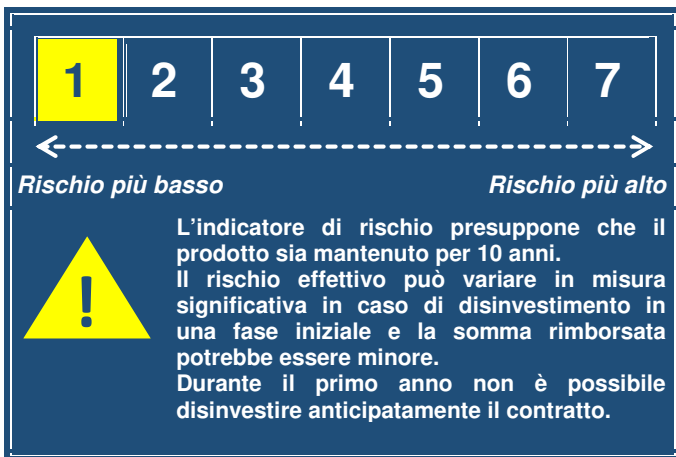 1 2 3 4 5 6 7
Rischio più basso Rischio più alto
!
L'indicatore di rischio presuppone che il
prodotto sia mantenuto per 10 anni.
Il rischio effettivo può variare in misura
significativa in caso di disinvestimento in
una fase iniziale e la somma rimborsata
potrebbe essere minore.
Durante il primo anno non è possibile
disinvestire anticipatamente il contratto.